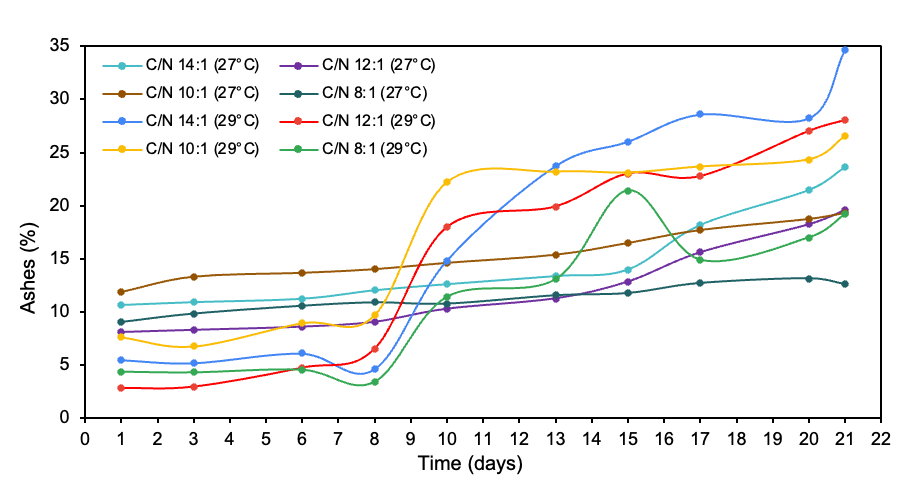 35
30
25
20
15
10
5
0
Ashes (%)
C/N 14:1 (27°C)
C/N 12:1 (27°C)
C/N 10:1 (27°C)
C/N 8:1 (27°C)
C/N 14:1 (29°C)
C/N 12:1 (29°C)
C/N 10:1 (29°C)
C/N 8:1 (29°C)
0 1 2 3 4 5 6 7 8 9 10 11 12 13 14 15 16 17 18 19 20 21 22
Time (days)